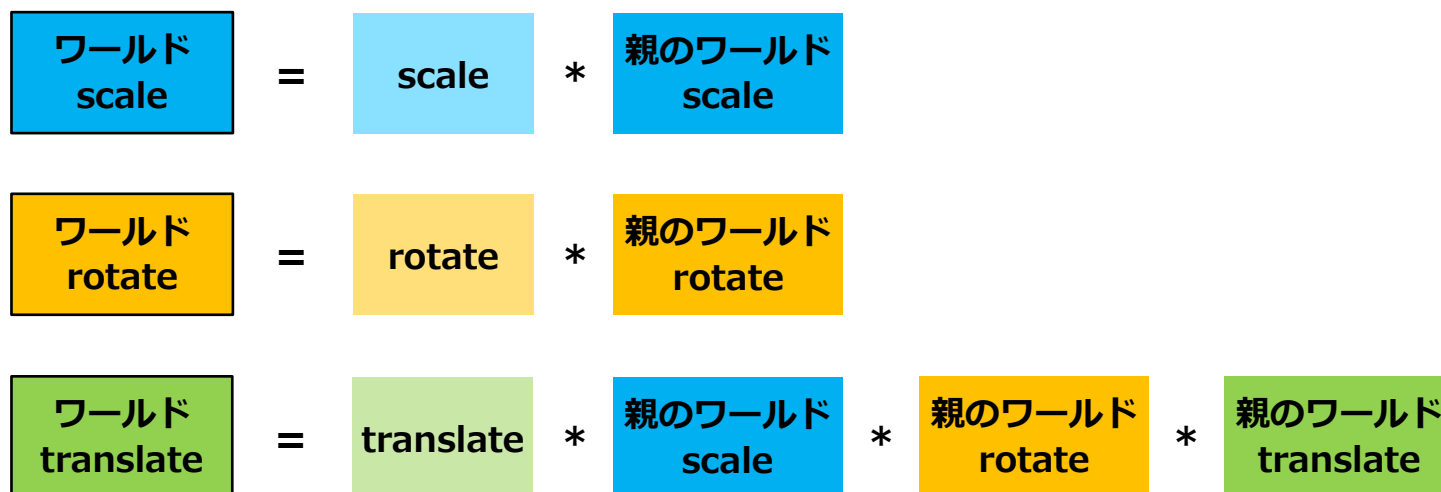 ワールド
scale
=
scale
*
親のワールド
scale
ワールド
rotate
=
rotate
*
親のワールド
rotate
ワールド
translate
=
translate
*
親のワールド
scale
*
親のワールド
rotate
*
親のワールド
translate